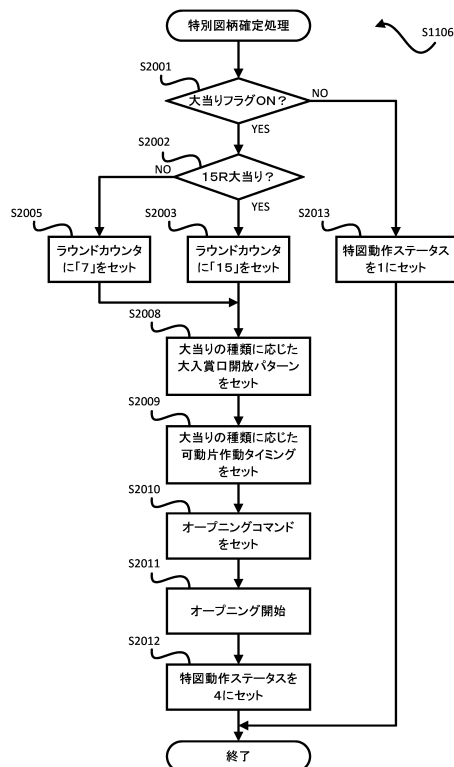 特別図柄確定処理
S1106
S2001
大当りフラグON?
NO
YES
S2002
15R大当り?
NO
YES
S2005
ラウンドカウンタ
に「7」をセット
S2003
ラウンドカウンタ
に「15」をセット
S2013
特図動作ステータス
を1にセット
S2008
大当りの種類に応じた
大入賞口開放パターン
をセット
S2009
大当りの種類に応じた
可動片作動タイミング
をセット
S2010
オープニングコマンド
をセット
S2011
オープニング開始
S2012
特図動作ステータスを
4にセット
終了